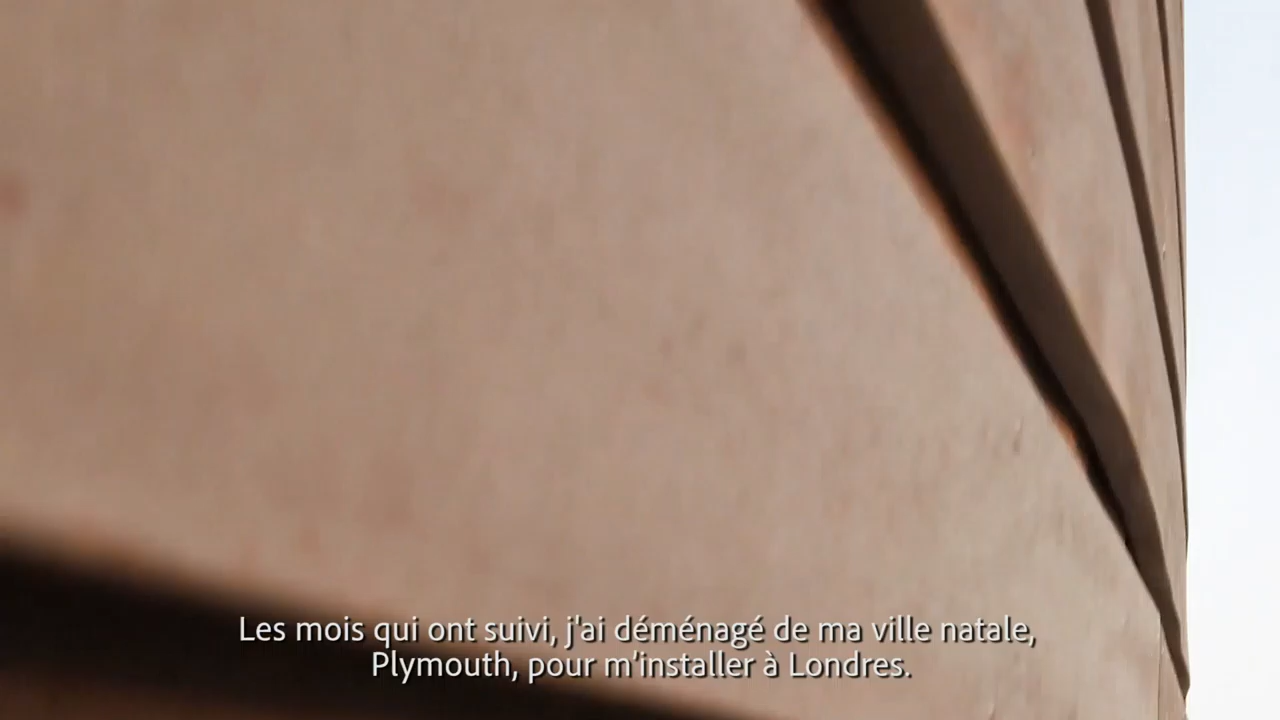 Les mois qui ont suivi, j'ai déménagé de ma ville natale,
Plymouth, pour m'installer à Londres.